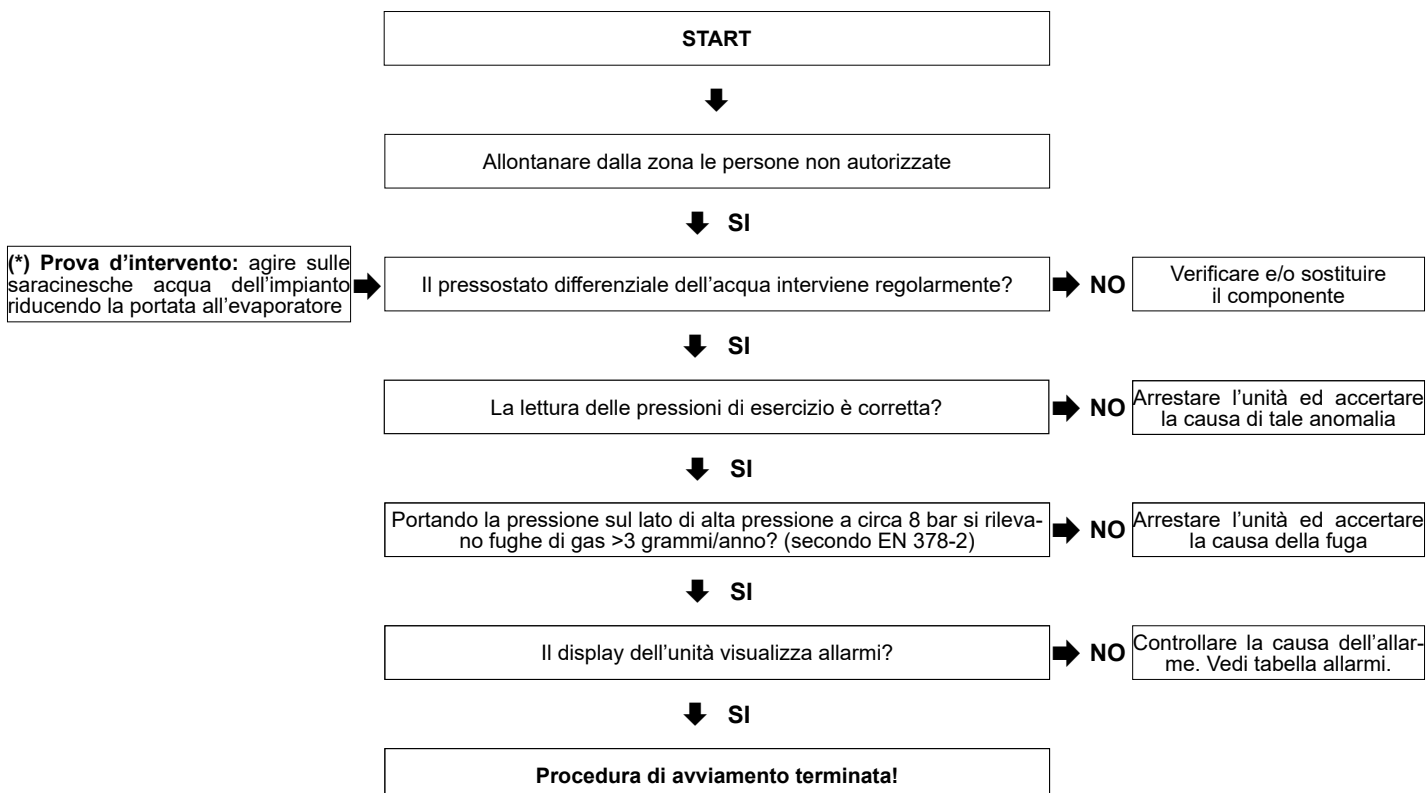 START
Allontanare dalla zona le persone non autorizzate
SI
(*) Prova d’intervento: agire sulle
saracinesche acqua dell’impianto
riducendo la portata all’evaporatore
Il pressostato differenziale dell’acqua interviene regolarmente?
NO
Verificare e/o sostituire
il componente
SI
La lettura delle pressioni di esercizio è corretta?
NO
Arrestare l’unità ed accertare
la causa di tale anomalia
SI
Portando la pressione sul lato di alta pressione a circa 8 bar si rileva-
no fughe di gas >3 grammi/anno? (secondo EN 378-2)
NO
Arrestare l’unità ed accertare
la causa della fuga
SI
Il display dell’unità visualizza allarmi?
NO
Controllare la causa dell’allar-
me. Vedi tabella allarmi.
SI
Procedura di avviamento terminata!